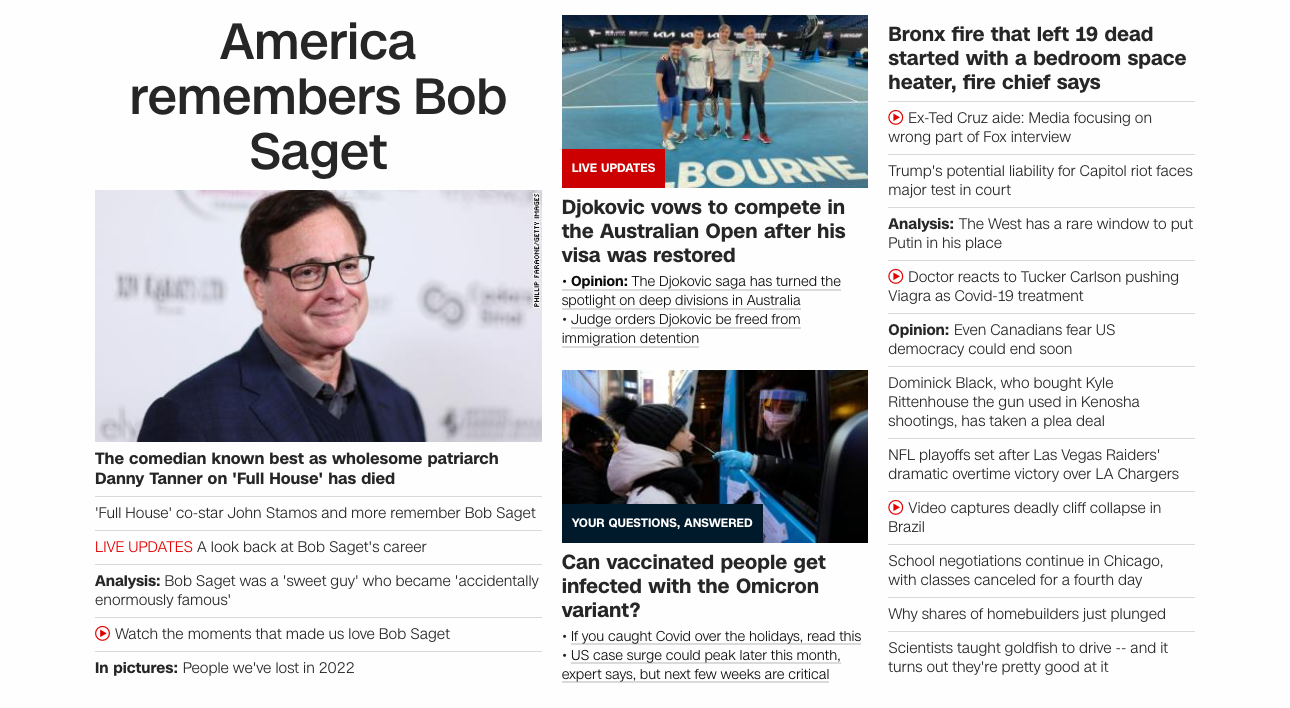 America
remembers Bob
Saget
PHILLIP FARAONE/GETTY IMAGES
The comedian known best as wholesome patriarch
Danny Tanner on 'Full House' has died
'Full House' co-star John Stamos and more remember Bob Saget
LIVE UPDATES A look back at Bob Saget's career
Analysis: Bob Saget was a 'sweet guy' who became 'accidentally
enormously famous'
Watch the moments that made us love Bob Saget
In pictures: People we've lost in 2022
BOURNE
LIVE UPDATES
Djokovic vows to compete in
the Australian Open after his
visa was restored
• Opinion: The Djokovic saga has turned the
spotlight on deep divisions in Australia
• Judge orders Djokovic be freed from
immigration detention
YOUR QUESTIONS, ANSWERED
Can vaccinated people get
infected with the Omicron
variant?
• If you caught Covid over the holidays, read this
• US case surge could peak later this month,
expert says, but next few weeks are critical
Bronx fire that left 19 dead
started with a bedroom space
heater, fire chief says
Ex-Ted Cruz aide: Media focusing on
wrong part of Fox interview
Trump's potential liability for Capitol riot faces
major test in court
Analysis: The West has a rare window to put
Putin in his place
Doctor reacts to Tucker Carlson pushing
Viagra as Covid-19 treatment
Opinion: Even Canadians fear US
democracy could end soon
Dominick Black, who bought Kyle
Rittenhouse the gun used in Kenosha
shootings, has taken a plea deal
NFL playoffs set after Las Vegas Raiders'
dramatic overtime victory over LA Chargers
Video captures deadly cliff collapse in
Brazil
School negotiations continue in Chicago,
with classes canceled for a fourth day
Why shares of homebuilders just plunged
Scientists taught goldfish to drive -- and it
turns out they're pretty good at it